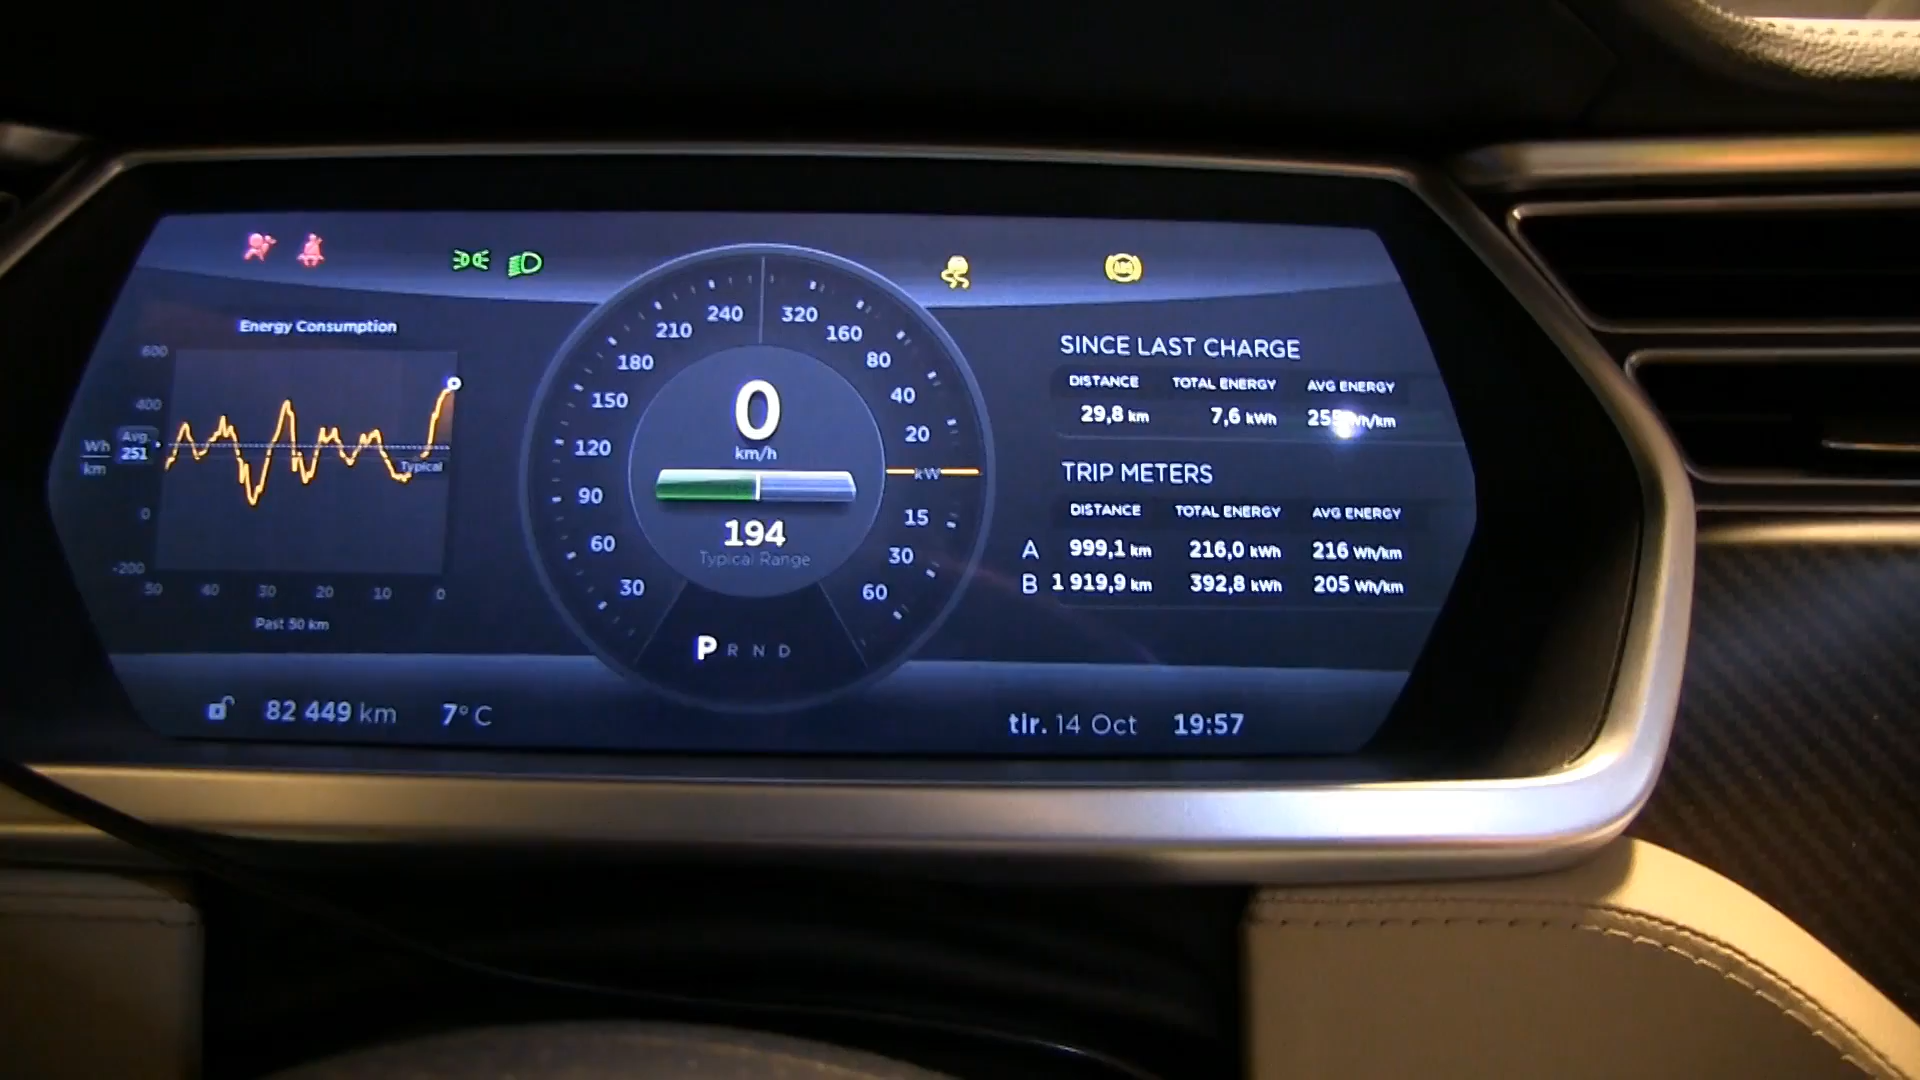 Energy Consumption
600
400
Wh
km
Avg.
251
Typical
0
-200
50 40 30 20 10 0
Past 50 km
240 320
210 160
180 80
150 40
120 20
90 kW
60 15
30 30
60
0
km/h
194
Typical Range
P R N D
SINCE LAST CHARGE
DISTANCE TOTAL ENERGY AVG ENERGY
29,8 km 7,6 kWh Wh/km
TRIP METERS
DISTANCE TOTAL ENERGY AVG ENERGY
A 999,1 km 216,0 kWh 216 Wh/km
B 1 919,9 km 392,8 kWh 205 Wh/km
82 449 km 7° C
tir. 14 Oct 19:57